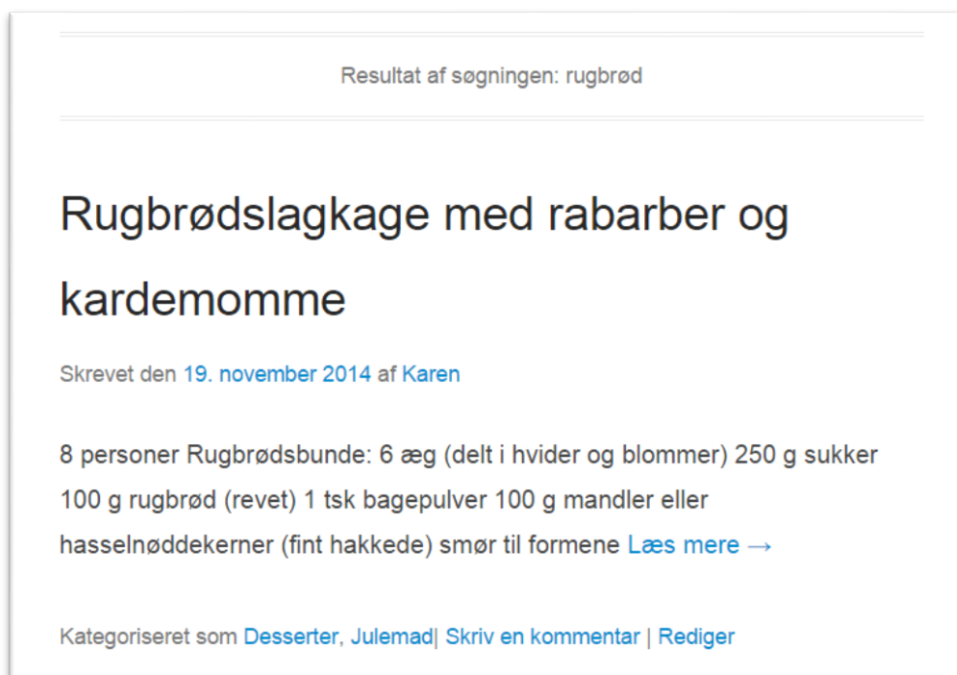 Resultat af søgningen: rugbrød
Rugbrødslagkage med rabarber og
kardemomme
Skrevet den 19. november 2014 af Karen
8 personer Rugbrødsbunde: 6 æg (delt i hvider og blommer) 250 g sukker
100 g rugbrød (revet) 1 tsk bagepulver 100 g mandler eller
hasselnøddekerner (fint hakkede) smør til formene Læs mere →
Kategoriseret som Desserter, Julemad| Skriv en kommentar | Rediger